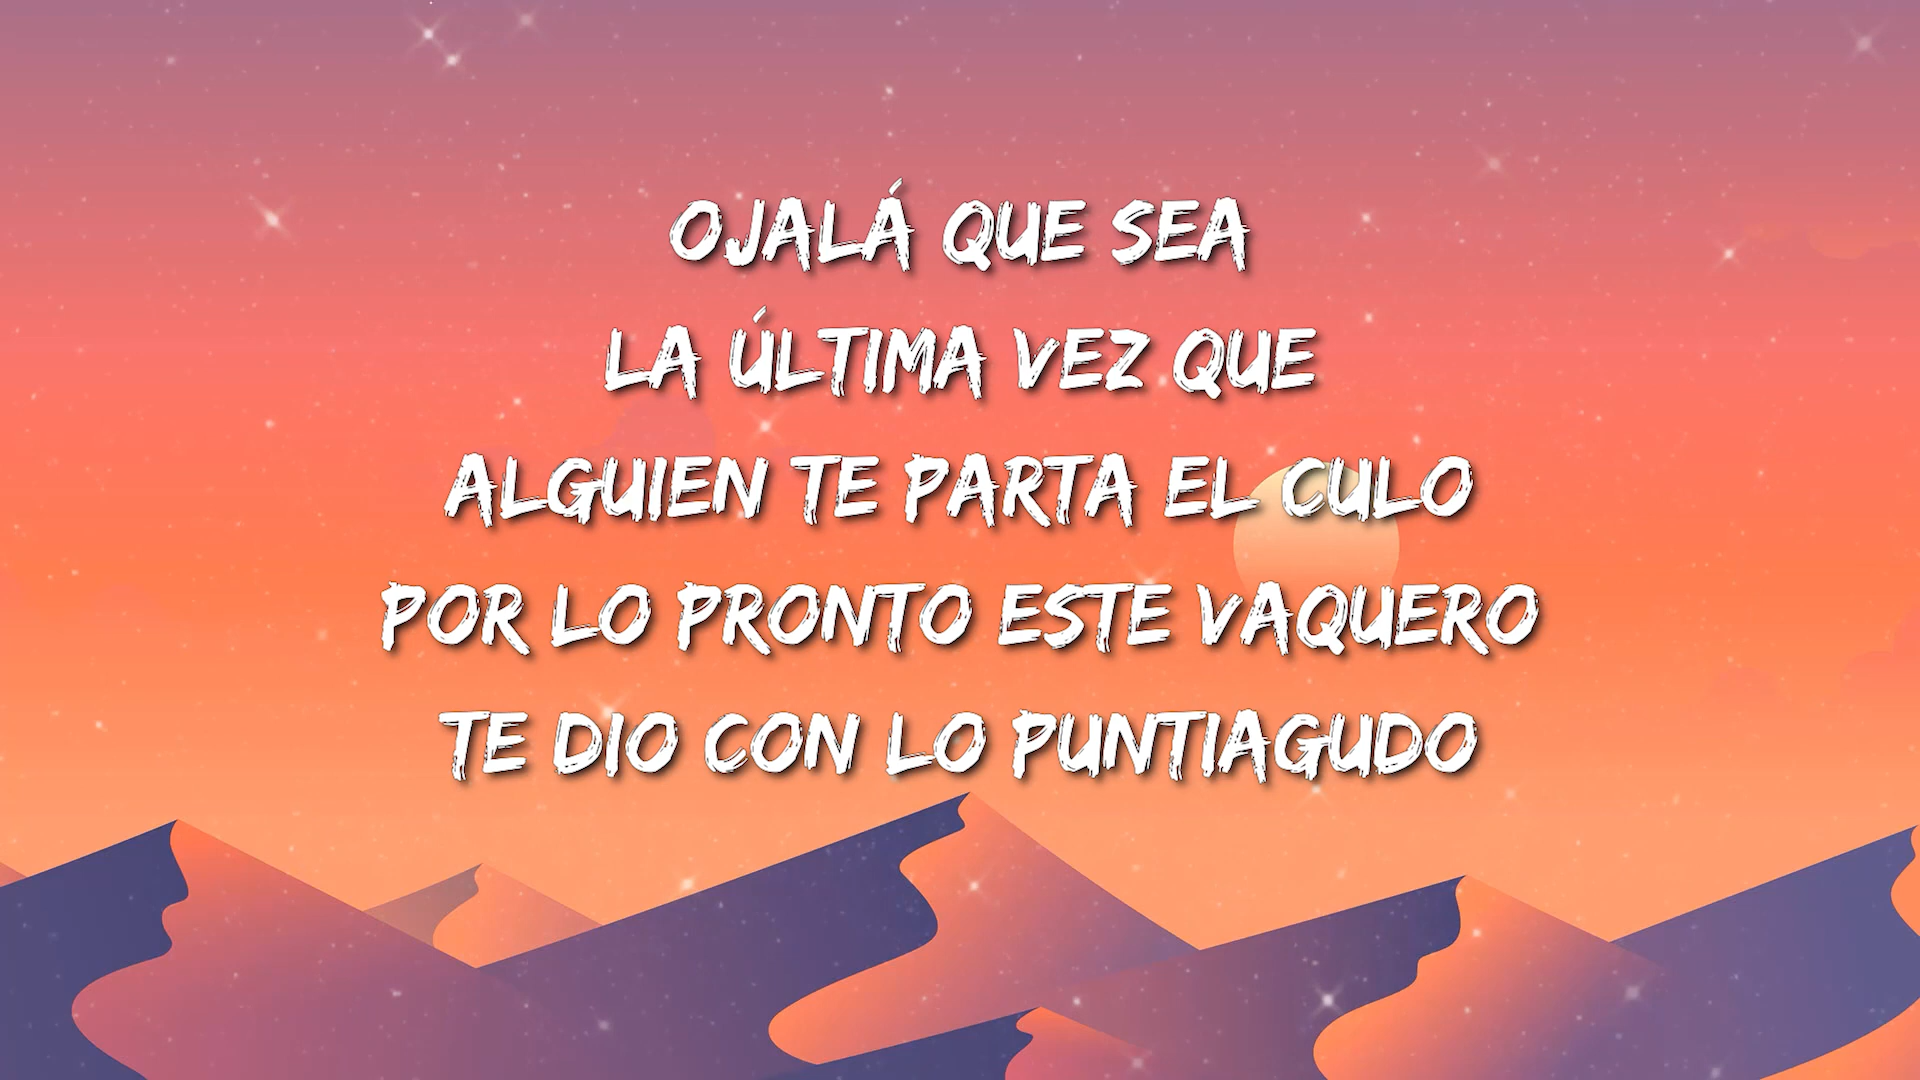 OJALÁ QUE SEA
LA ÚLTIMA VEZ QUE
ALGUIEN TE PARTA EL CULO
POR LO PRONTO ESTE VAQUERO
TE DIO CON LO PUNTIAGUDO